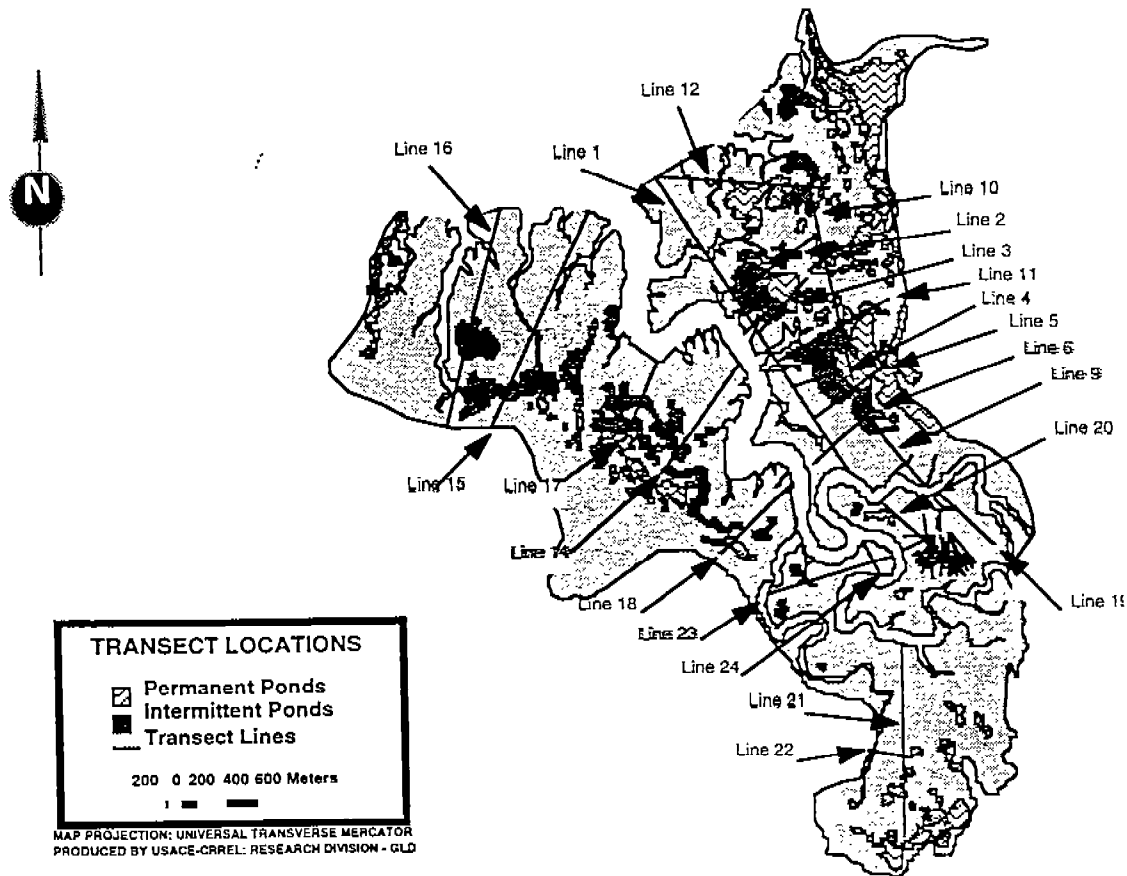 Line 12
Line 16
Line 1
N
Line 10
Line 2
Line 3
Line 11
Line 4
Line 5
Line 6
Line 9
Line 20
Line 15
Line 17
Line 14
Line 18
Line 19
Line 23
Line 24
Line 21
Line 22
TRANSECT LOCATIONS
Permanent Ponds
Intermittent Ponds
Transect Lines
200 0 200 400 600 Meters
MAP PROJECTION: UNIVERSAL TRANSVERSE MERCATOR
PRODUCED BY USACE-CRREL: RESEARCH DIVISION - GLD